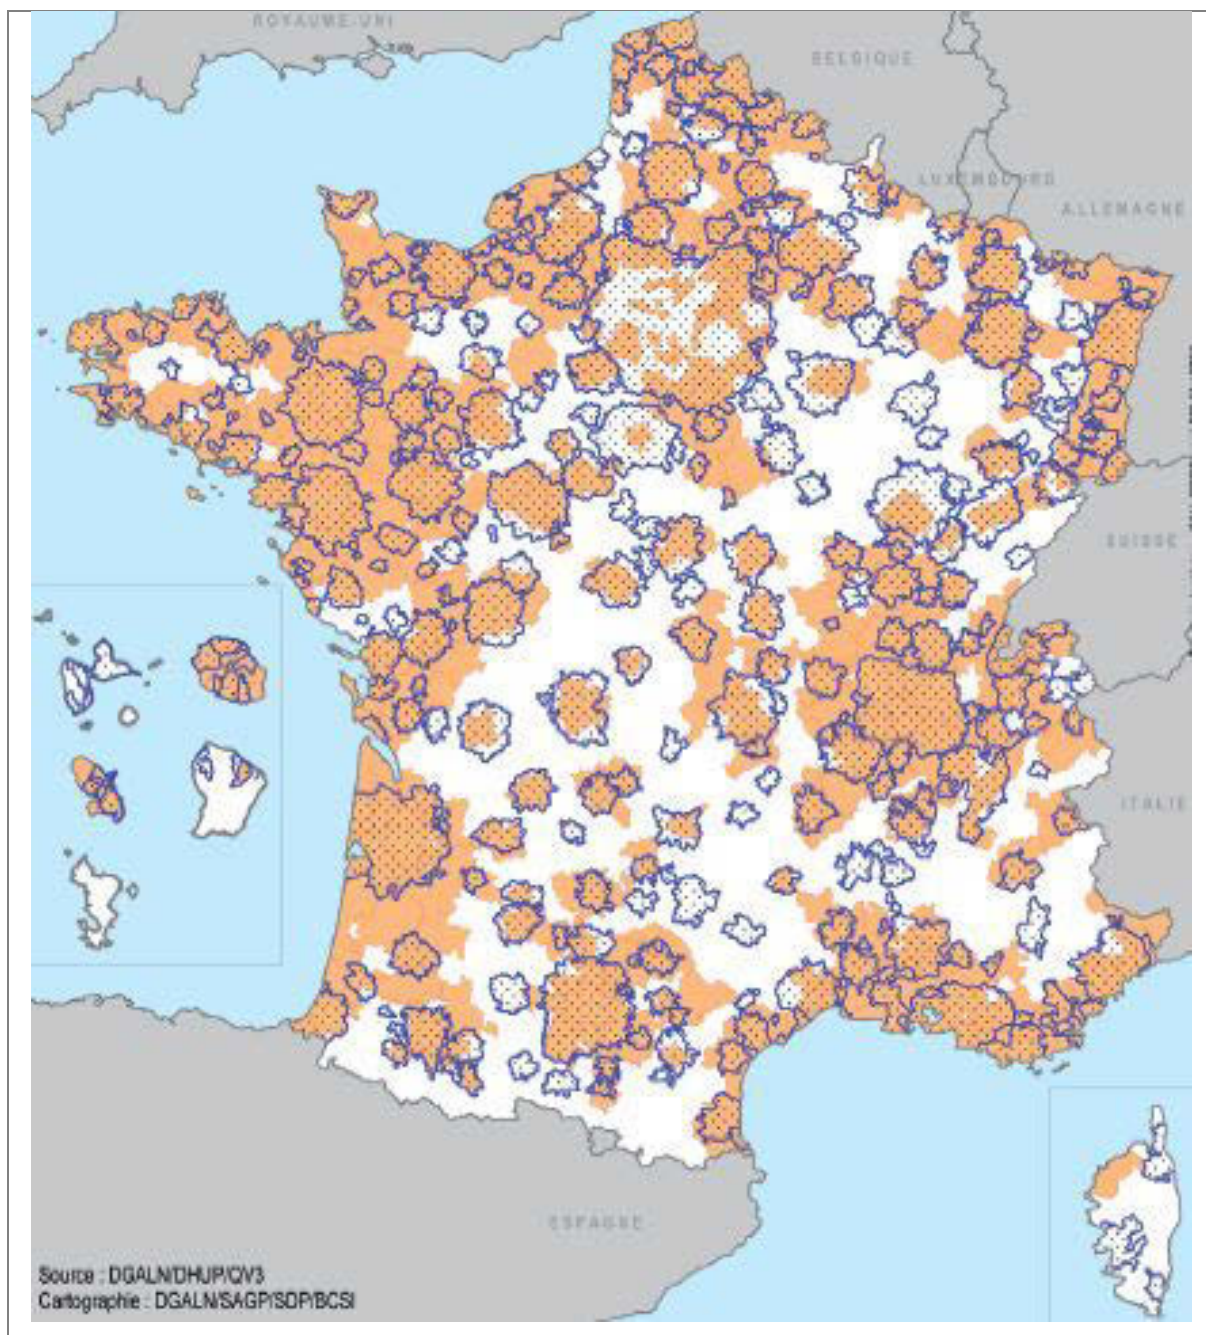 ROYAUME-UNI
BELGIQUE
LUXEMBOURG
ALLEMAGNE
SUISSE
ITALIE
ESPAGNE
Source : DGALN/DHUP/QV3
Cartographie : DGALN/SAGP/SDP/BCSI